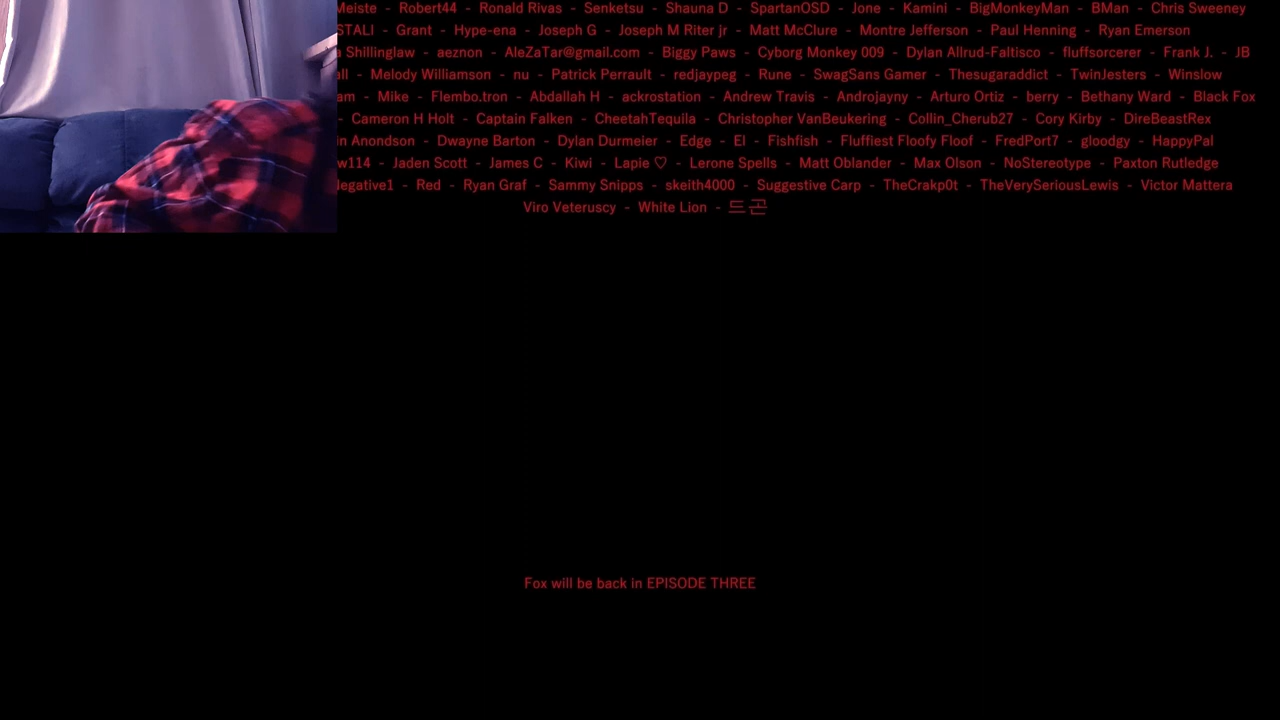 Meiste - Robert44 - Ronald Rivas - Senketsu - Shauna D - SpartanOSD - Jone - Kamini - BigMonkeyMan - BMan - Chris Sweeney
STALI - Grant - Hype-ena - Joseph G - Joseph M Riter jr - Matt McClure - Montre Jefferson - Paul Henning - Ryan Emerson
Shillinglaw - aeznon - AleZaTar@gmail.com - Biggy Paws - Cyborg Monkey 009 - Dylan Allrud-Faltisco - fluffsorcerer - Frank J. - JB
all - Melody Williamson - nu - Patrick Perrault - redjaypeg - Rune - SwagSans Gamer - Thesugaraddict - TwinJesters - Winslow
am - Mike - Flembo.tron - Abdallah H - ackrostation - Andrew Travis - Androjayny - Arturo Ortiz - berry - Bethany Ward - Black Fox
- Cameron H Holt - Captain Falken - CheetahTequila - Christopher VanBeukering - Collin_Cherub27 - Cory Kirby - DireBeastRex
in Anondson - Dwayne Barton - Dylan Durmeier - Edge - El - Fishfish - Fluffiest Floofy Floof - FredPort7 - gloodgy - HappyPal
w114 - Jaden Scott - James C - Kiwi - Lapie ♡ - Lerone Spells - Matt Oblander - Max Olson - NoStereotype - Paxton Rutledge
legative1 - Red - Ryan Graf - Sammy Snipps - skeith4000 - Suggestive Carp - TheCrakp0t - TheVerySeriousLewis - Victor Mattera
Viro Veteruscy - White Lion - 드곤
Fox will be back in EPISODE THREE